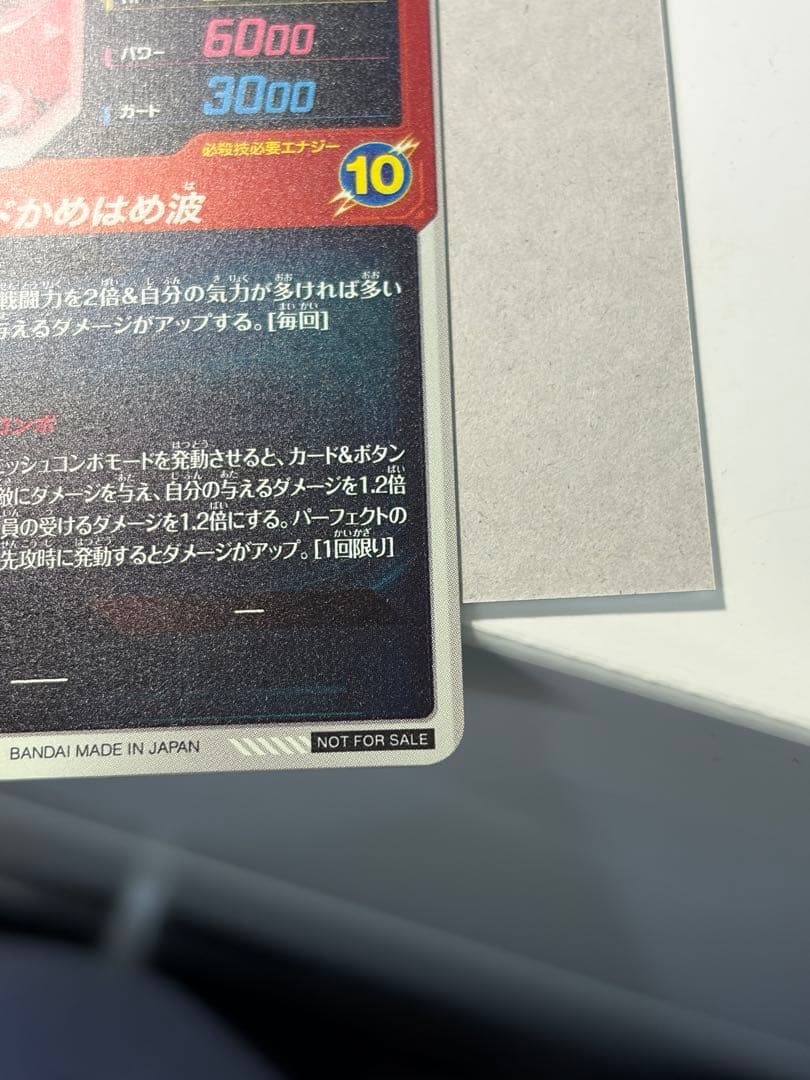 パワー 6000
ガード 3000
必殺技必要エナジー
10
ドかめはめ波
戦闘力を2倍&自分の気力が多ければ多い
与えるダメージがアップする。[毎回]
コンボ
ッシュコンボモードを発動させると、カード&ボタン
敵にダメージを与え、自分の与えるダメージを1.2倍
員の受けるダメージを1.2倍にする。パーフェクトの
先攻時に発動するとダメージがアップ。[1回限り]
—
—
BANDAI MADE IN JAPAN NOT FOR SALE